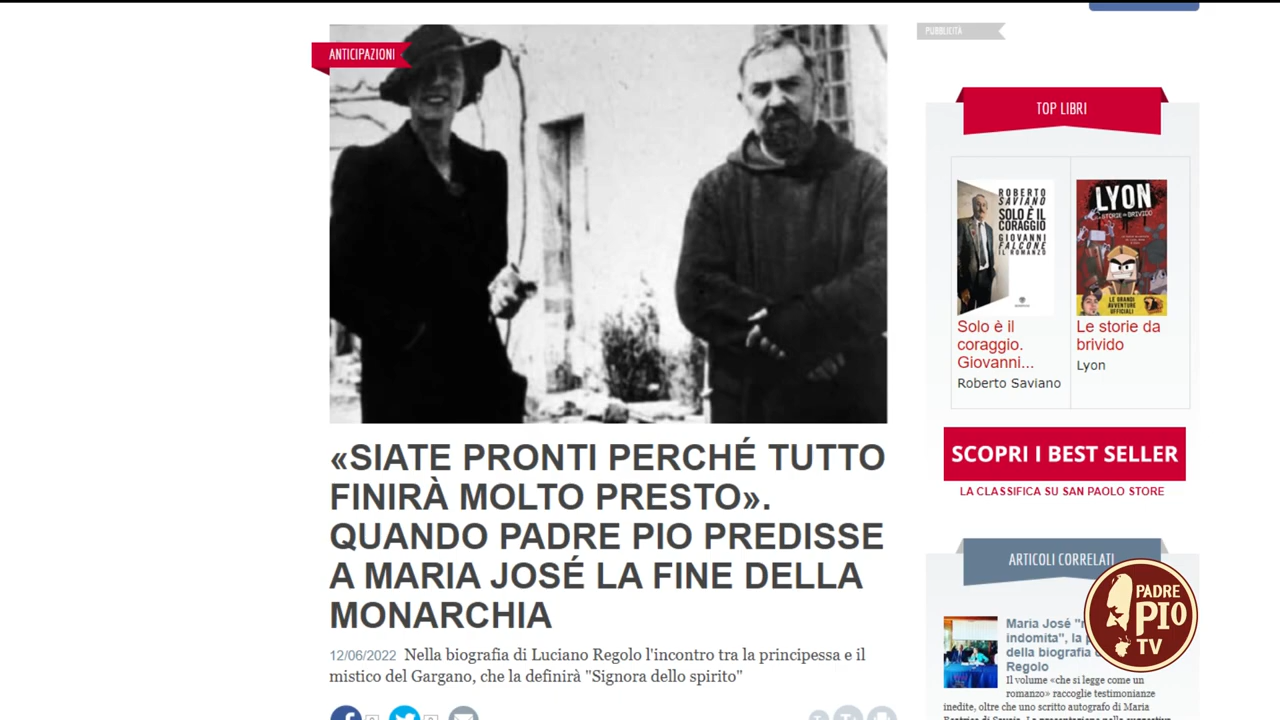 PUBBLICITÀ
ANTICIPAZIONI
«SIATE PRONTI PERCHÉ TUTTO
FINIRÀ MOLTO PRESTO».
QUANDO PADRE PIO PREDISSE
A MARIA JOSÉ LA FINE DELLA
MONARCHIA
12/06/2022 Nella biografia di Luciano Regolo l'incontro tra la principessa e il
mistico del Gargano, che la definirà "Signora dello spirito"
TOP LIBRI
ROBERTO
SAVIANO
SOLO È IL
CORAGGIO
GIOVANNI
FALCONE
IL ROMANZO
Solo è il
coraggio.
Giovanni...
Roberto Saviano
LYON
LE STORIE DA BRIVIDO
LE GRANDI
AVVENTURE
OFFICIALI
Le storie da
brivido
Lyon
SCOPRI I BEST SELLER
LA CLASSIFICA SU SAN PAOLO STORE
ARTICOLI CORRELATI
Maria José
indomita", la
della biografia
Regolo
Il volume «che si legge come un
romanzo» raccoglie testimonianze
inedite, oltre che uno scritto autografo di Maria
PADRE
PIO
TV